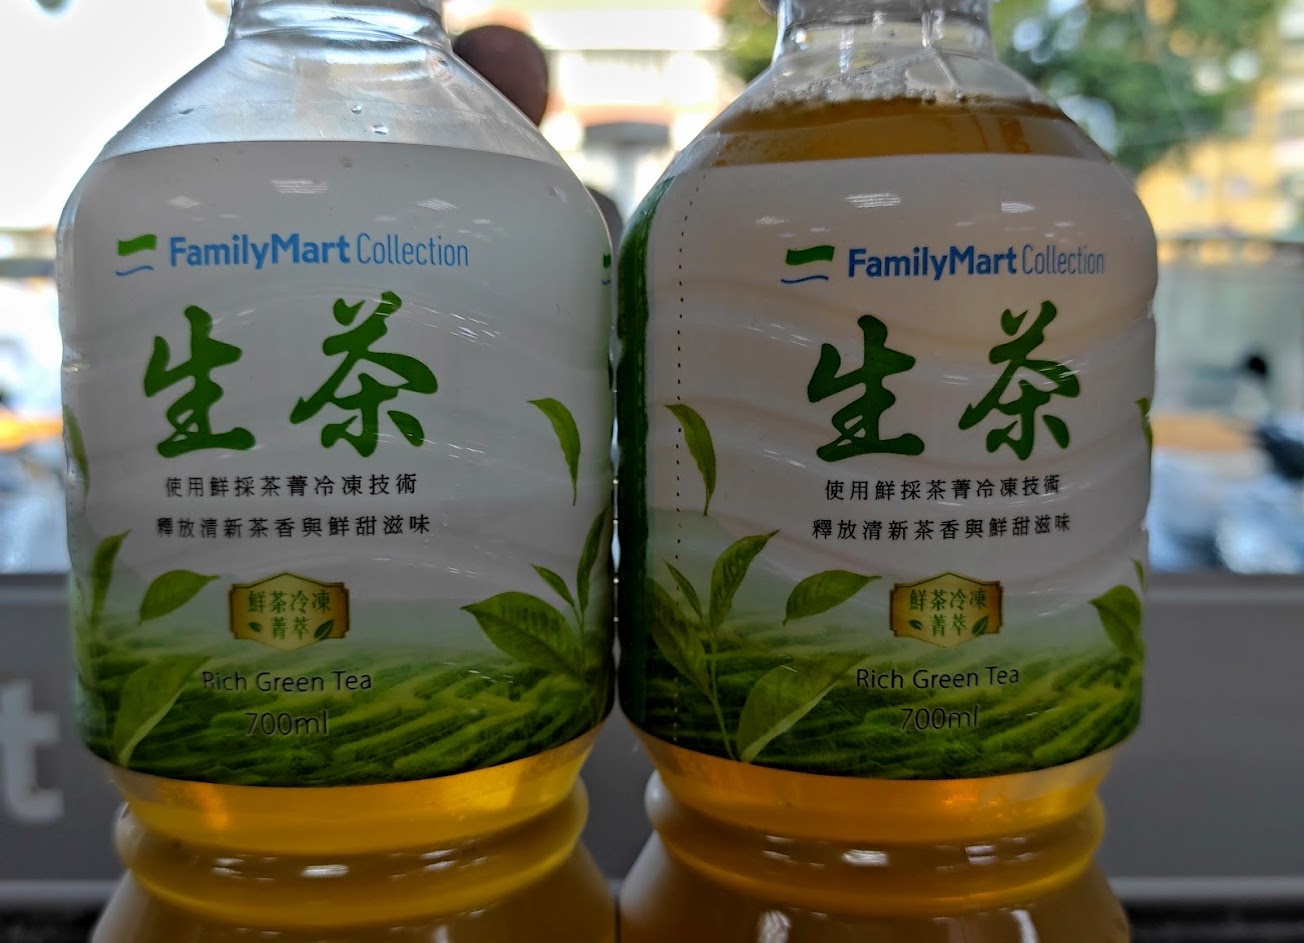 FamilyMart Collection
生茶
使用鮮採茶菁冷凍技術
釋放清新茶香與鮮甜滋味
鮮茶冷凍
菁萃
Rich Green Tea
700ml
FamilyMart Collection
生茶
使用鮮採茶菁冷凍技術
釋放清新茶香與鮮甜滋味
鮮茶冷凍
菁萃
Rich Green Tea
700ml